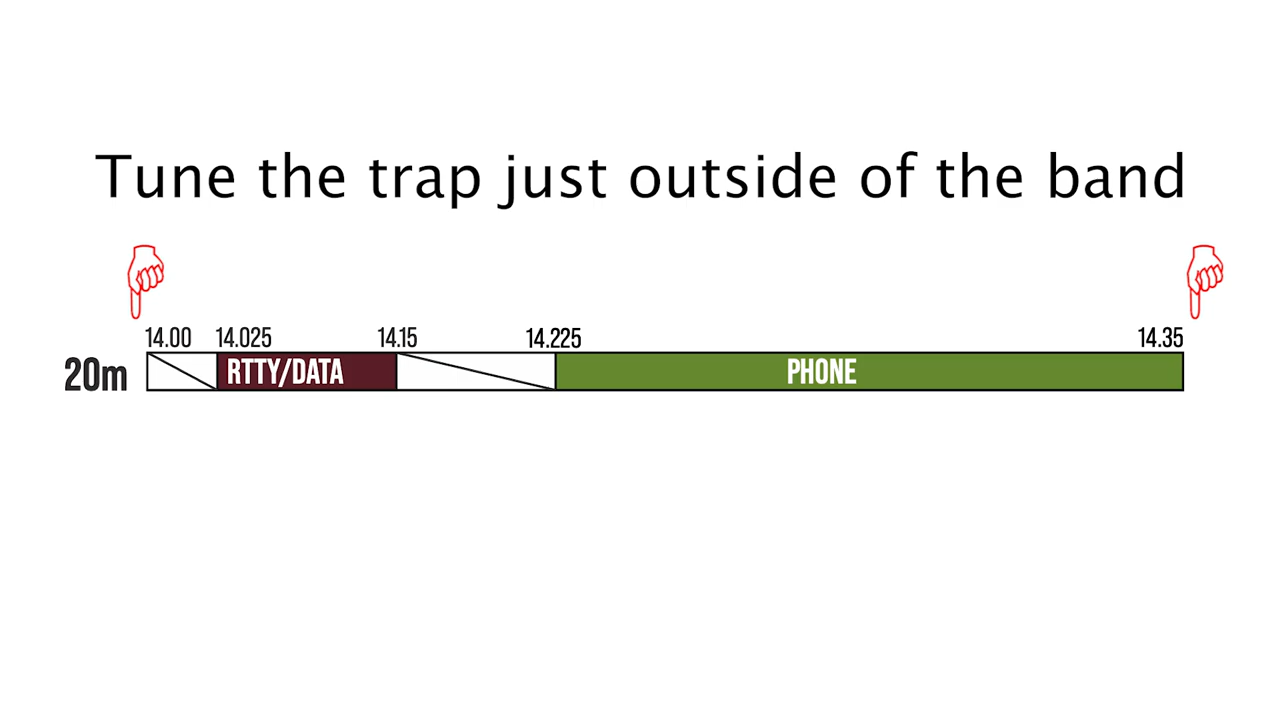 Tune the trap just outside of the band
14.00 14.025 14.15 14.225 14.35
20m RTTY/DATA PHONE